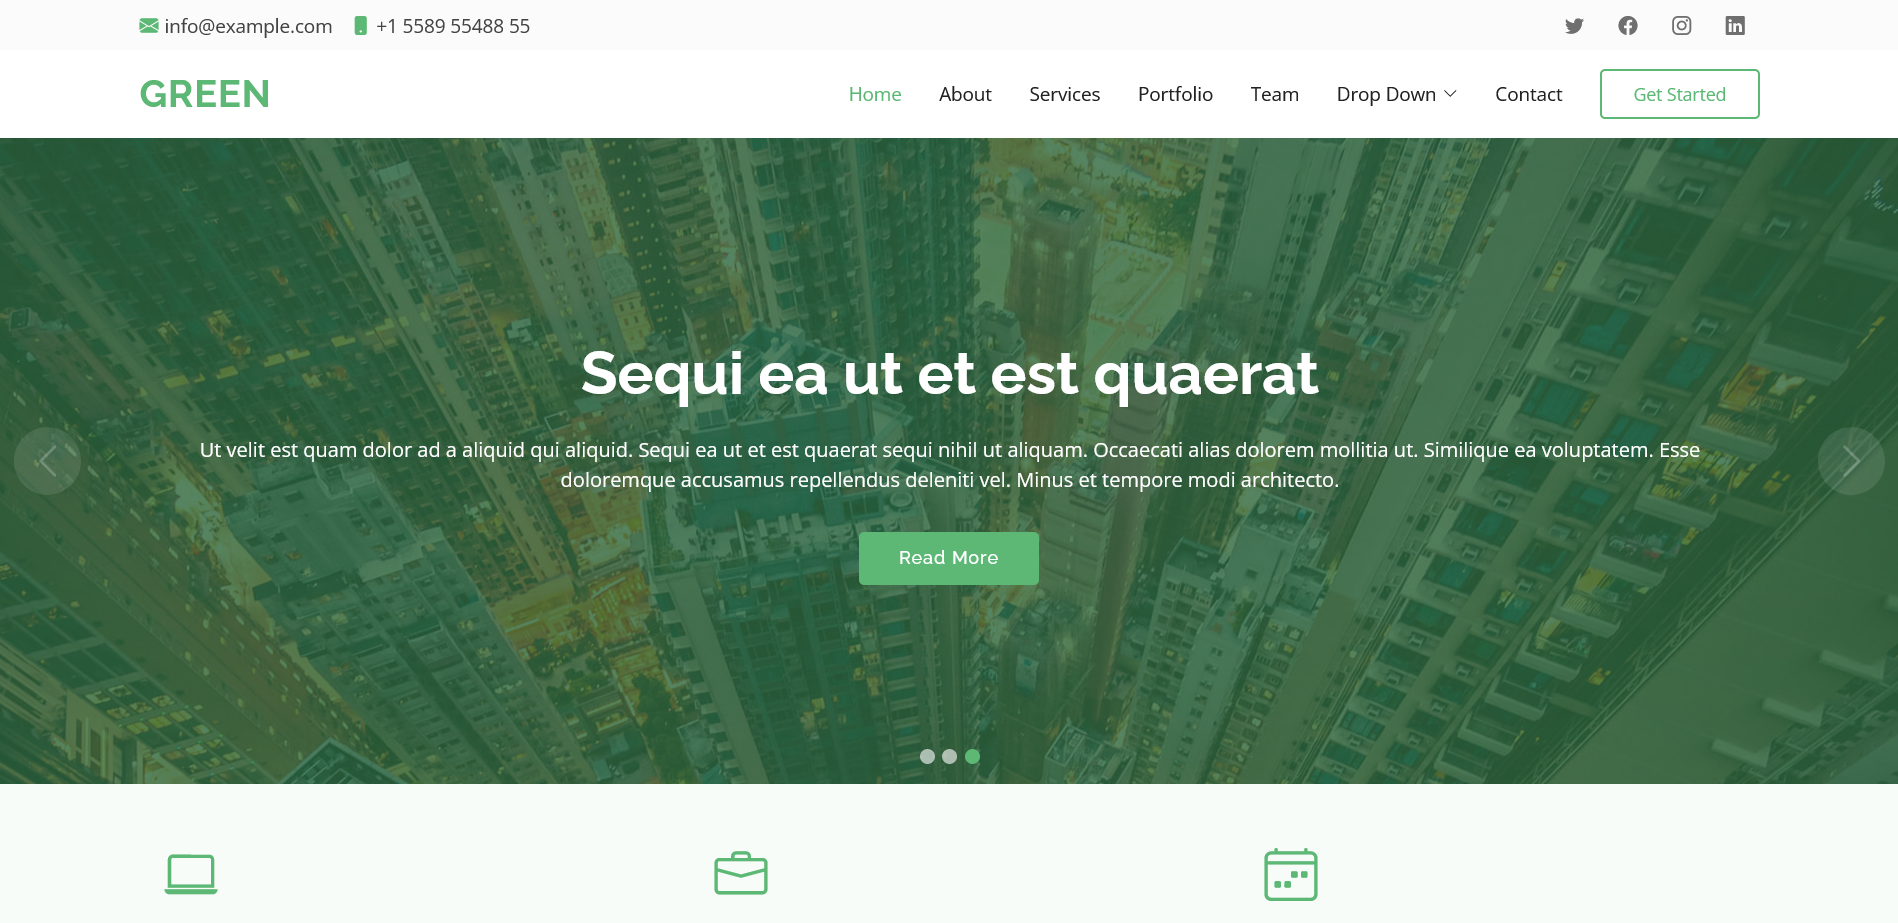 info@example.com +1 5589 55488 55
GREEN Home About Services Portfolio Team Drop Down Contact Get Started
Sequi ea ut et est quaerat
Ut velit est quam dolor ad a aliquid qui aliquid. Sequi ea ut et est quaerat sequi nihil ut aliquam. Occaecati alias dolorem mollitia ut. Similique ea voluptatem. Esse
doloremque accusamus repellendus deleniti vel. Minus et tempore modi architecto.
Read More